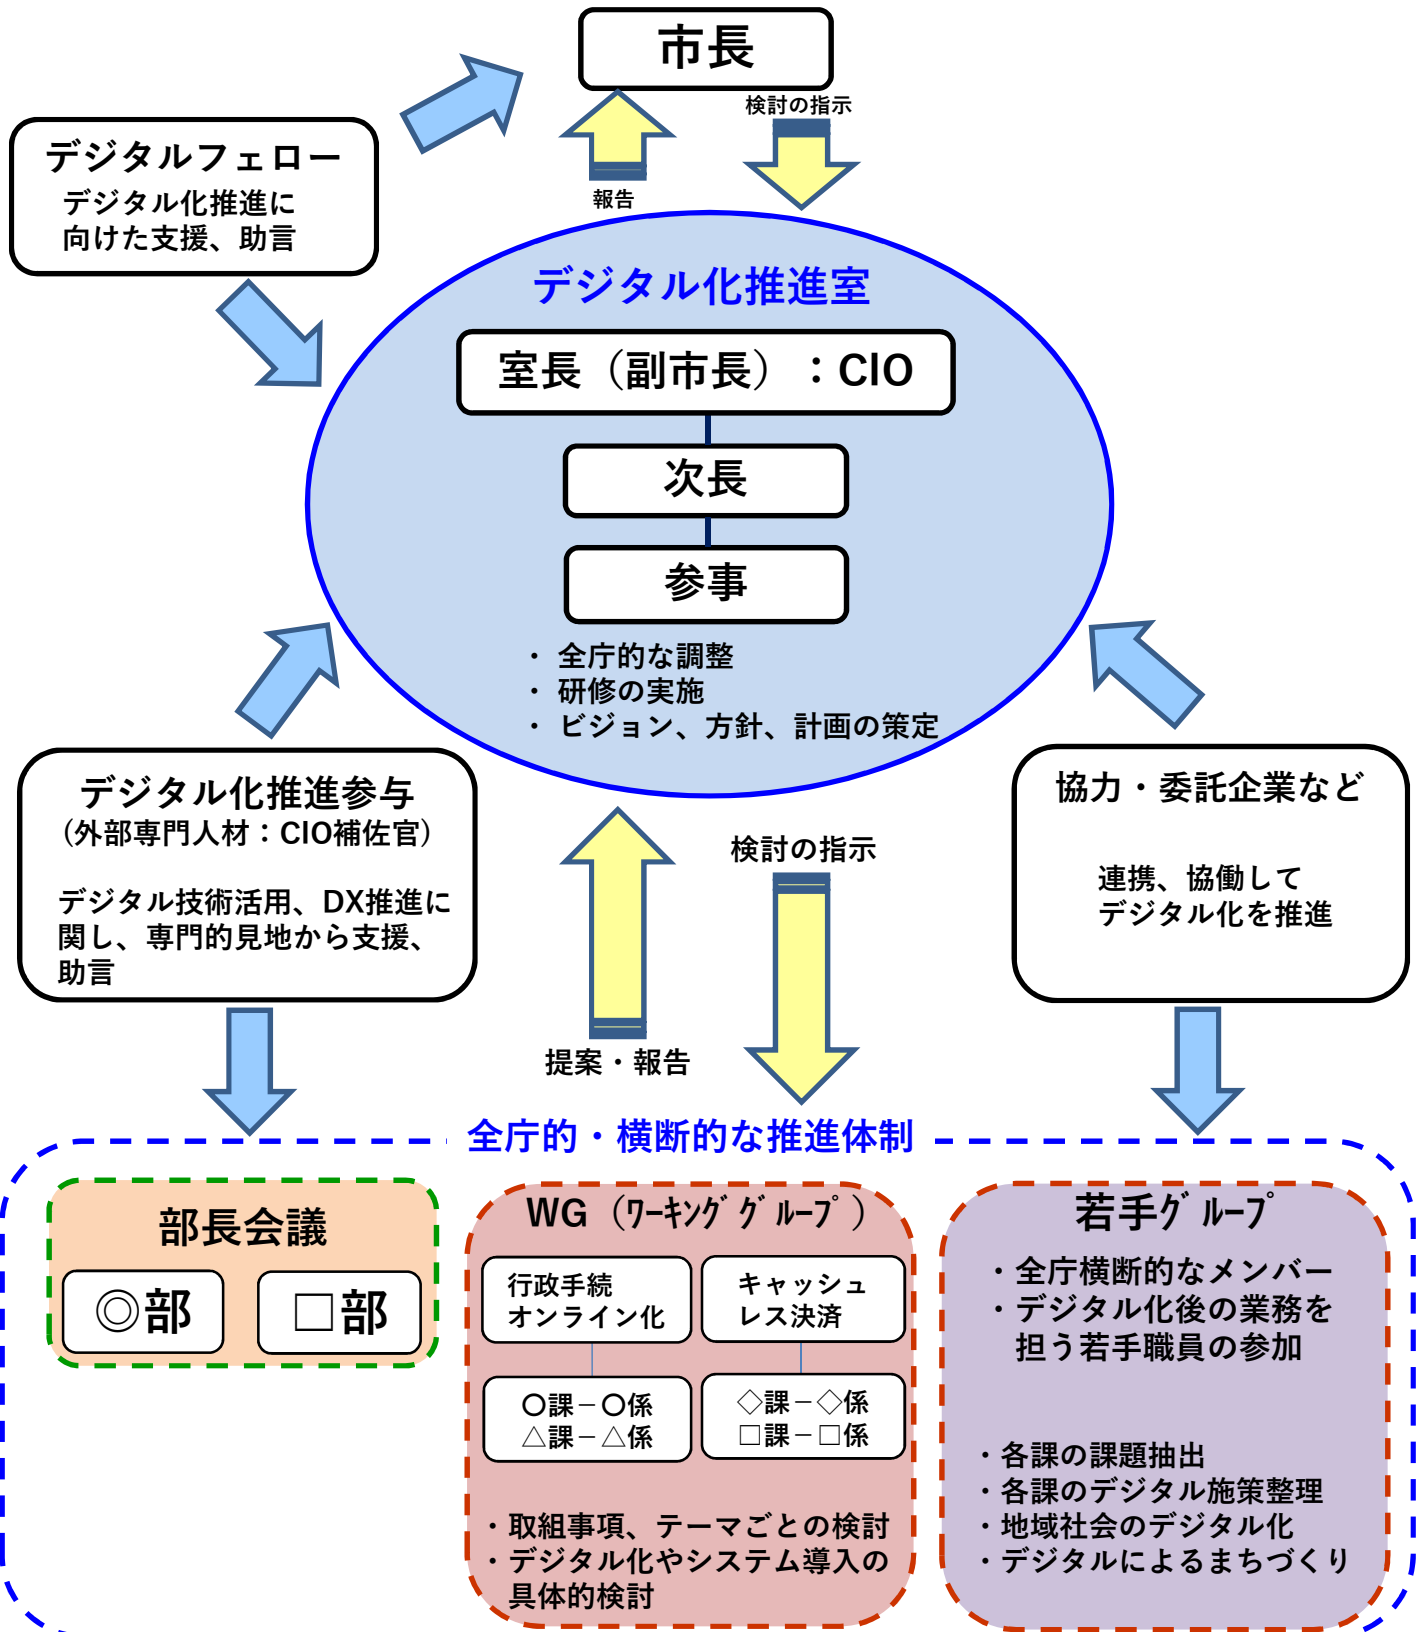 市長
検討の指示
報告
デジタルフェロー
デジタル化推進に
向けた支援、助言
デジタル化推進室
室長（副市長）：CIO
次長
参事
・ 全庁的な調整
・ 研修の実施
・ ビジョン、方針、計画の策定
デジタル化推進参与
（外部専門人材：CIO補佐官）
デジタル技術活用、DX推進に
関し、専門的見地から支援、
助言
協力・委託企業など
連携、協働して
デジタル化を推進
検討の指示
提案・報告
全庁的・横断的な推進体制
部長会議
◎部
□部
WG（ﾜｰｷﾝｸﾞｸﾞﾙｰﾌﾟ）
行政手続
オンライン化
キャッシュ
レス決済
〇課－〇係
△課－△係
◇課－◇係
□課－□係
・取組事項、テーマごとの検討
・デジタル化やシステム導入の
具体的検討
若手ｸﾞﾙｰﾌﾟ
・全庁横断的なメンバー
・デジタル化後の業務を
担う若手職員の参加
・各課の課題抽出
・各課のデジタル施策整理
・地域社会のデジタル化
・デジタルによるまちづくり